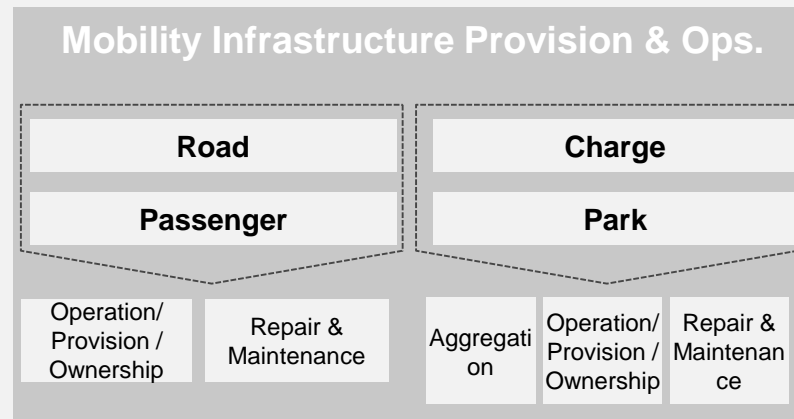 Mobility Infrastructure Provision & Ops.
Road
Charge
Passenger
Park
Operation/
Provision /
Ownership
Repair &
Maintenance
Aggregati
on
Operation/
Provision /
Ownership
Repair &
Maintenan
ce